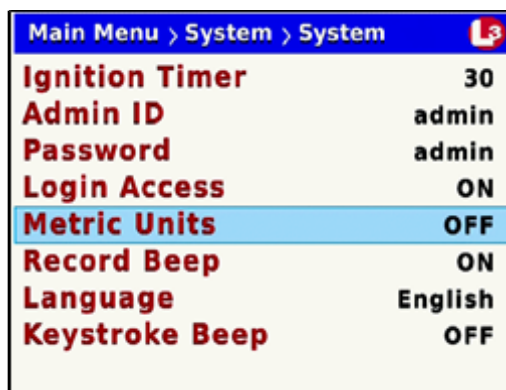 Main Menu > System > System L3
Ignition Timer 30
Admin ID admin
Password admin
Login Access ON
Metric Units OFF
Record Beep ON
Language English
Keystroke Beep OFF